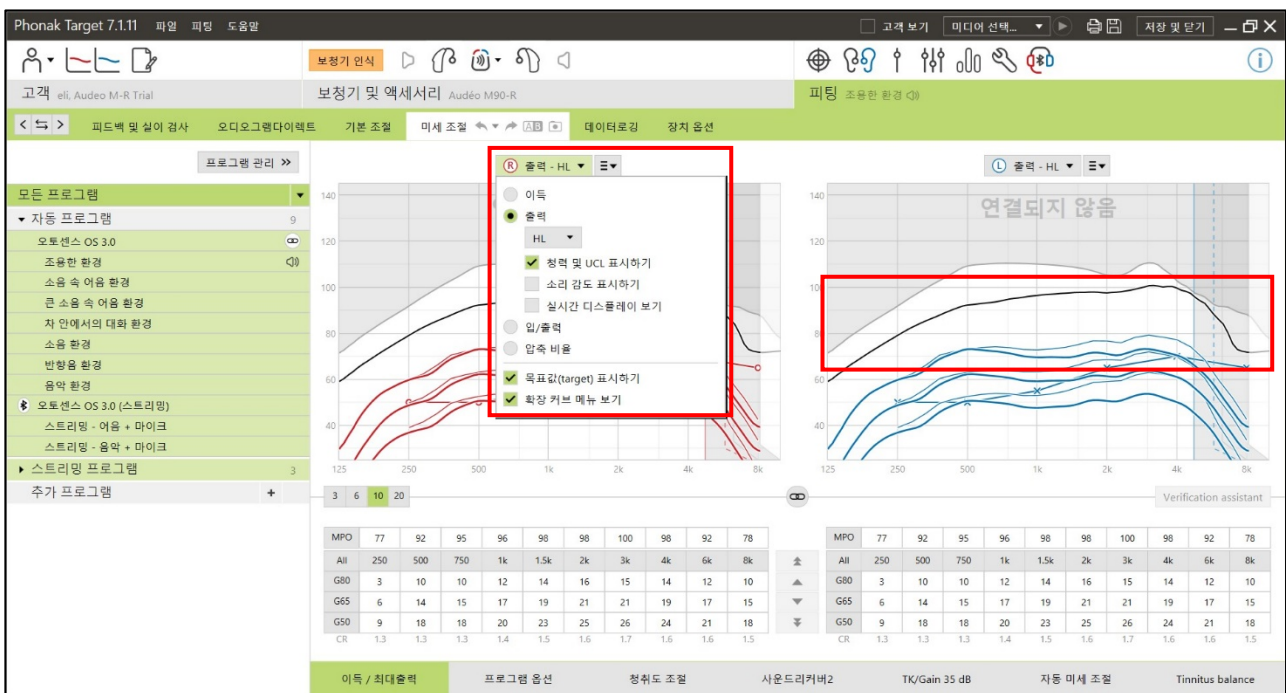 Phonak Target 7.1.11 파일 피팅 도움말
고객 보기 미디어 선택... 저장 및 닫기
보청기 인식
고객 eli, Audeo M-R Trial 보청기 및 액세서리 Audéo M90-R 피팅 조용한 환경
피드백 및 실이 검사 오디오그램다이렉트 기본 조절 미세 조절 AB 데이터로깅 장치 옵션
프로그램 관리
모든 프로그램
자동 프로그램 9
오토센스 OS 3.0
조용한 환경
소음 속 어음 환경
큰 소음 속 어음 환경
차 안에서의 대화 환경
소음 환경
반향음 환경
음악 환경
오토센스 OS 3.0 (스트리밍)
스트리밍 - 어음 + 마이크
스트리밍 - 음악 + 마이크
스트리밍 프로그램 3
추가 프로그램 +
R 출력 - HL
이득
출력
HL
청력 및 UCL 표시하기
소리 감도 표시하기
실시간 디스플레이 보기
입/출력
압축 비율
목표값(target) 표시하기
확장 커브 메뉴 보기
140
120
100
80
60
40
125 250 500 1k 2k 4k 8k
L 출력 - HL
연결되지 않음
140
120
100
80
60
40
125 250 500 1k 2k 4k 8k
3 6 10 20
Verification assistant
MPO 77 92 95 96 98 98 100 98 92 78
All 250 500 750 1k 1.5k 2k 3k 4k 6k 8k
G80 3 10 10 12 14 16 15 14 12 10
G65 6 14 15 17 19 21 21 19 17 15
G50 9 18 18 20 23 25 26 24 21 18
CR 1.3 1.3 1.3 1.4 1.5 1.6 1.7 1.6 1.6 1.5
MPO 77 92 95 96 98 98 100 98 92 78
All 250 500 750 1k 1.5k 2k 3k 4k 6k 8k
G80 3 10 10 12 14 16 15 14 12 10
G65 6 14 15 17 19 21 21 19 17 15
G50 9 18 18 20 23 25 26 24 21 18
CR 1.3 1.3 1.3 1.4 1.5 1.6 1.7 1.6 1.6 1.5
이득 / 최대출력 프로그램 옵션 청취도 조절 사운드리커버2 TK/Gain 35 dB 자동 미세 조절 Tinnitus balance